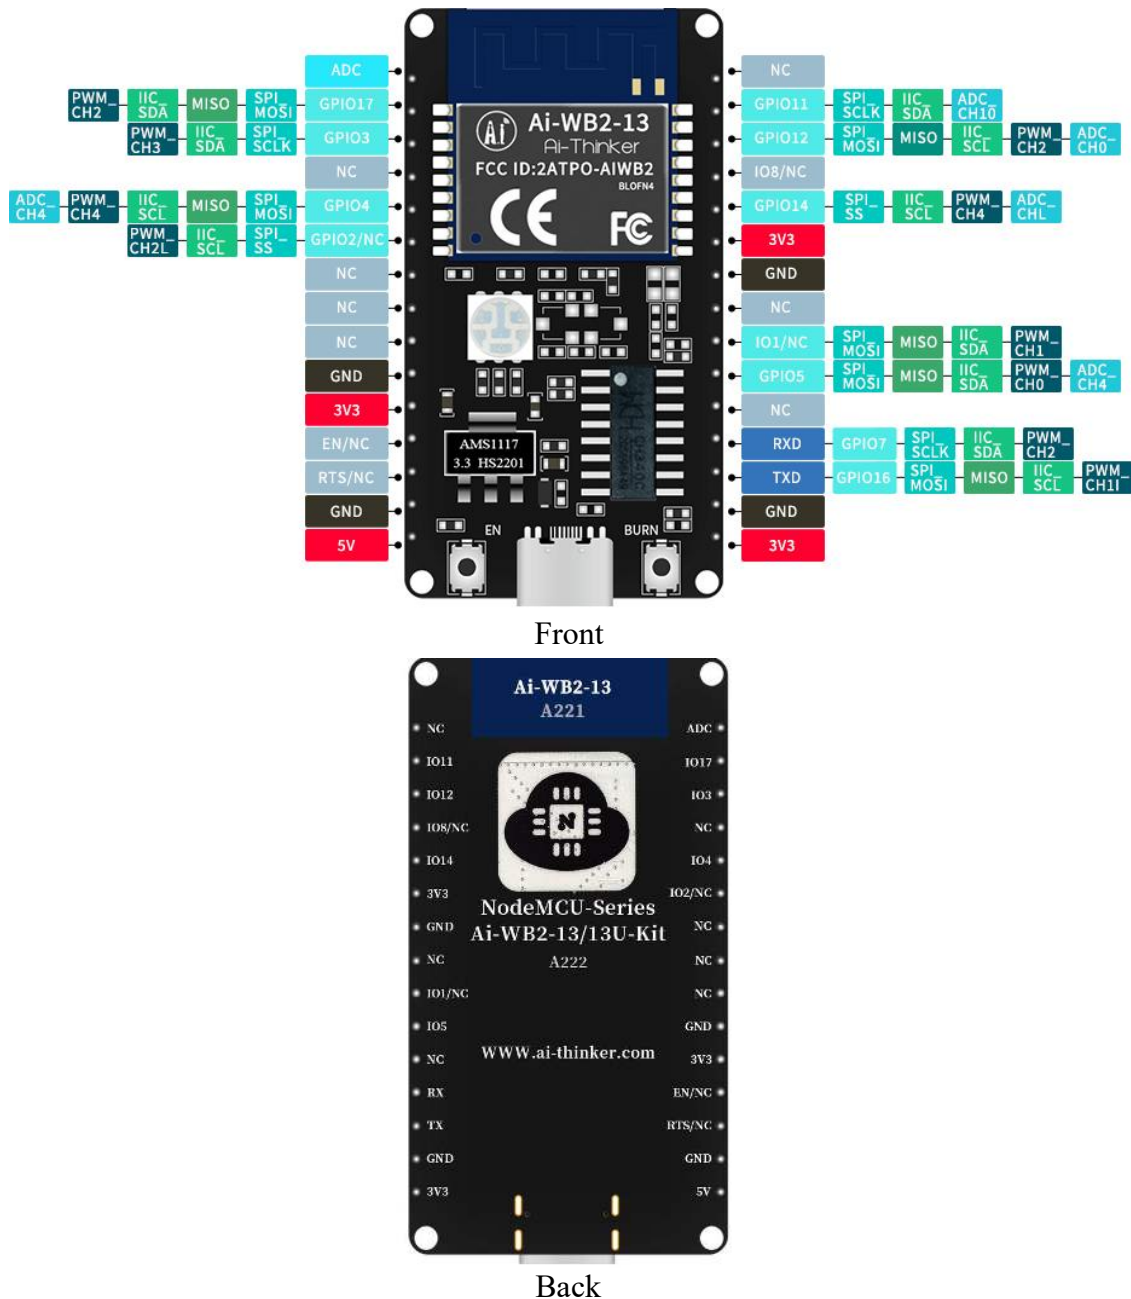 ADC
NC
PWM_CH2 IIC_SDA MISO SPI_MOSI GPIO17
GPIO11 SPI_SCLK IIC_SDA ADC_CH10
PWM_CH3 IIC_SDA SPI_SCLK GPIO3
GPIO12 SPI_MOSI MISO IIC_SCL PWM_CH2 ADC_CH0
NC
IO8/NC
ADC_CH4 PWM_CH4 IIC_SCL MISO SPI_MOSI GPIO4
GPIO14 SPI_SS IIC_SCL PWM_CH4 ADC_CHL
PWM_CH2L IIC_SCL SPI_SS GPIO2/NC
3V3
NC
GND
NC
NC
NC
IO1/NC SPI_MOSI MISO IIC_SDA PWM_CH1
GND
GPIO5 SPI_MOSI MISO IIC_SDA PWM_CH0 ADC_CH4
3V3
NC
EN/NC
RXD GPIO7 SPI_SCLK IIC_SDA PWM_CH2
RTS/NC
TXD GPIO16 SPI_MOSI MISO IIC_SCL PWM_CH1I
GND
GND
5V
3V3
Ai
Ai-WB2-13
Ai-Thinker
FCC ID:2ATPO-AIWB2
BLOFN4
CE FC
AMS1117
3.3 HS2201
EN
BURN
Front
Ai-WB2-13
A221
NC
ADC
IO11
IO17
IO12
IO3
IO8/NC
NC
IO14
IO4
3V3
IO2/NC
NodeMCU-Series
GND
Ai-WB2-13/13U-Kit
NC
NC
A222
NC
IO1/NC
NC
IO5
GND
NC
WWW.ai-thinker.com
3V3
RX
EN/NC
TX
RTS/NC
GND
GND
3V3
5V
Back